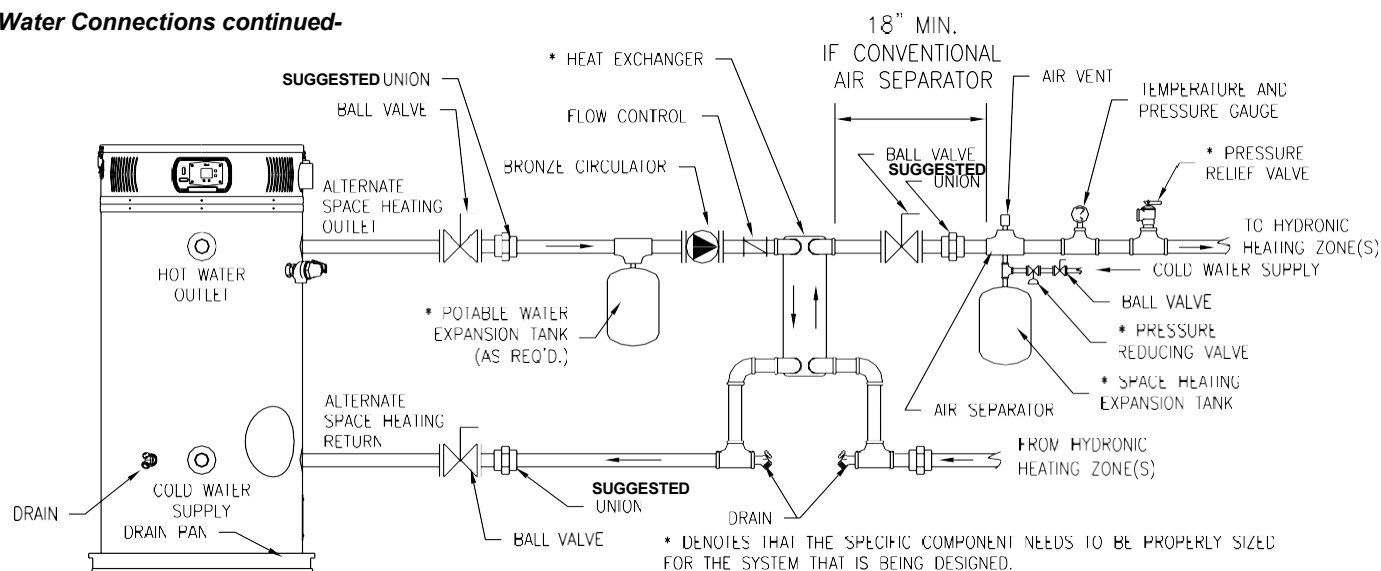 Water Connections continued-
18" MIN.
IF CONVENTIONAL
AIR SEPARATOR
* HEAT EXCHANGER
SUGGESTED UNION
BALL VALVE
FLOW CONTROL
BRONZE CIRCULATOR
AIR VENT
TEMPERATURE AND
PRESSURE GAUGE
BALL VALVE
SUGGESTED
UNION
* PRESSURE
RELIEF VALVE
ALTERNATE
SPACE HEATING
OUTLET
HOT WATER
OUTLET
TO HYDRONIC
HEATING ZONE(S)
COLD WATER SUPPLY
BALL VALVE
* POTABLE WATER
EXPANSION TANK
(AS REQ'D.)
* PRESSURE
REDUCING VALVE
* SPACE HEATING
EXPANSION TANK
AIR SEPARATOR
ALTERNATE
SPACE HEATING
RETURN
FROM HYDRONIC
HEATING ZONE(S)
COLD WATER
SUPPLY
DRAIN
DRAIN PAN
SUGGESTED
UNION
BALL VALVE
DRAIN
* DENOTES THAT THE SPECIFIC COMPONENT NEEDS TO BE PROPERLY SIZED
FOR THE SYSTEM THAT IS BEING DESIGNED.